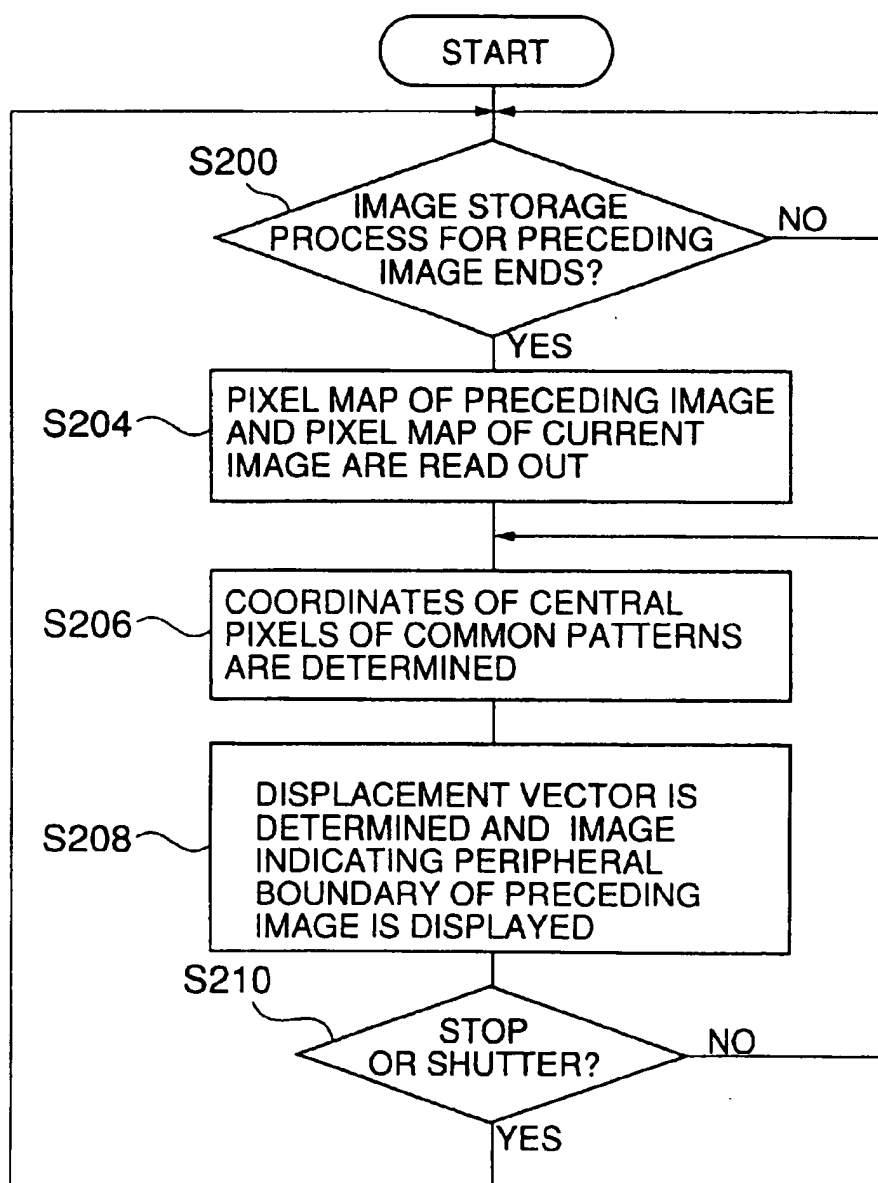 START
S200
IMAGE STORAGE
PROCESS FOR PRECEDING
IMAGE ENDS?
NO
YES
S204
PIXEL MAP OF PRECEDING IMAGE
AND PIXEL MAP OF CURRENT
IMAGE ARE READ OUT
S206
COORDINATES OF CENTRAL
PIXELS OF COMMON PATTERNS
ARE DETERMINED
S208
DISPLACEMENT VECTOR IS
DETERMINED AND IMAGE
INDICATING PERIPHERAL
BOUNDARY OF PRECEDING
IMAGE IS DISPLAYED
S210
STOP
OR SHUTTER?
NO
YES